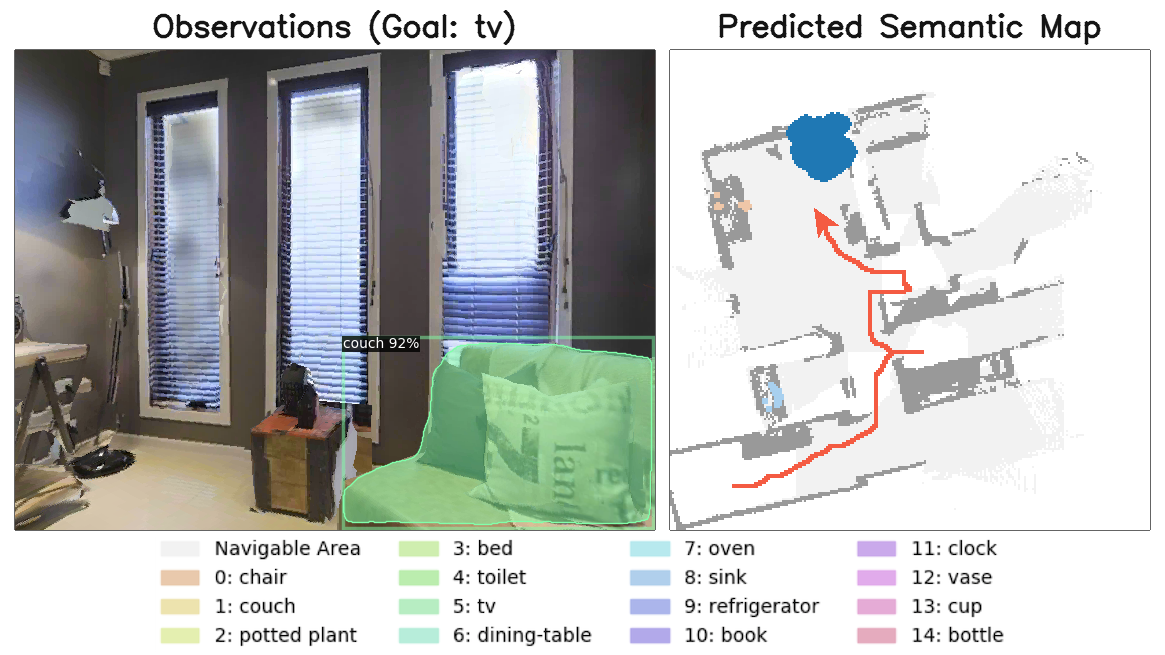 Observations (Goal: tv)
Predicted Semantic Map
couch 92%
2
lan
e
Navigable Area
0: chair
1: couch
2: potted plant
3: bed
4: toilet
5: tv
6: dining-table
7: oven
8: sink
9: refrigerator
10: book
11: clock
12: vase
13: cup
14: bottle